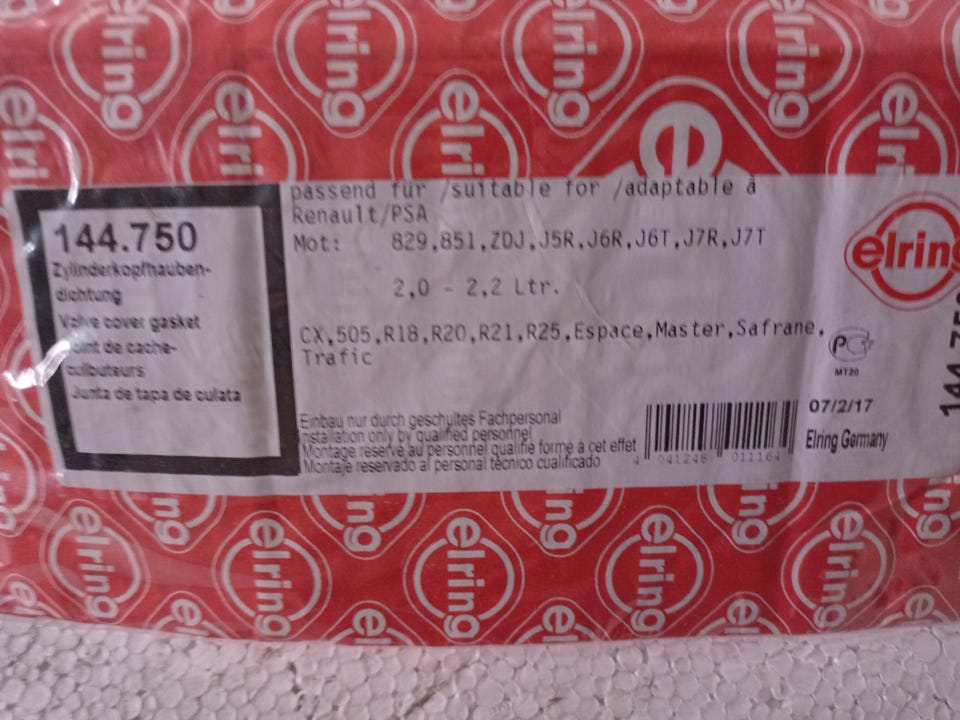 elring
passend für /suitable for /adaptable à
Renault/PSA
Mot: 829,851,ZDJ,J5R,J6R,J6T,J7R,J7T
2,0 - 2,2 Ltr.
CX,505,R18,R20,R21,R25,Espace,Master,Safrane,
Trafic
144.750
Zylinderkopfhauben-
dichtung
Valve cover gasket
Joint de cache-
culbuteurs
Junta de tapa de culata
Einbau nur durch geschultes Fachpersonal
Installation only by qualified personnel
Montage réservé au personnel qualifié formé à cet effet
Montaje reservado al personal técnico cualificado
4 041248 011164
elring
MT20
07/2/17
Elring Germany
144.750